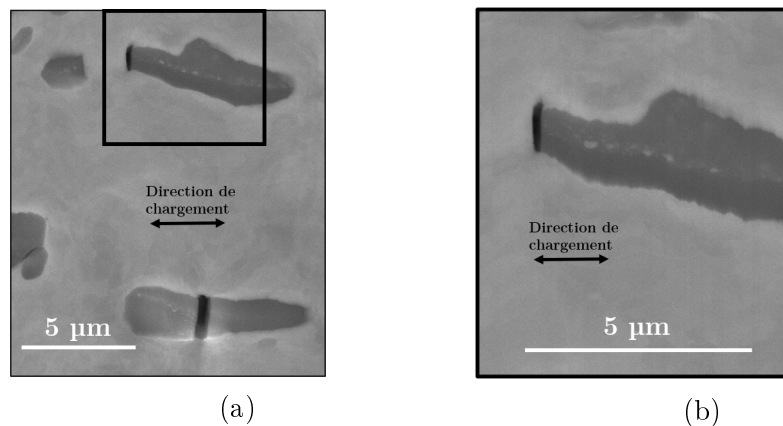 Direction de
chargement
5 µm
(a)
Direction de
chargement
5 µm
(b)